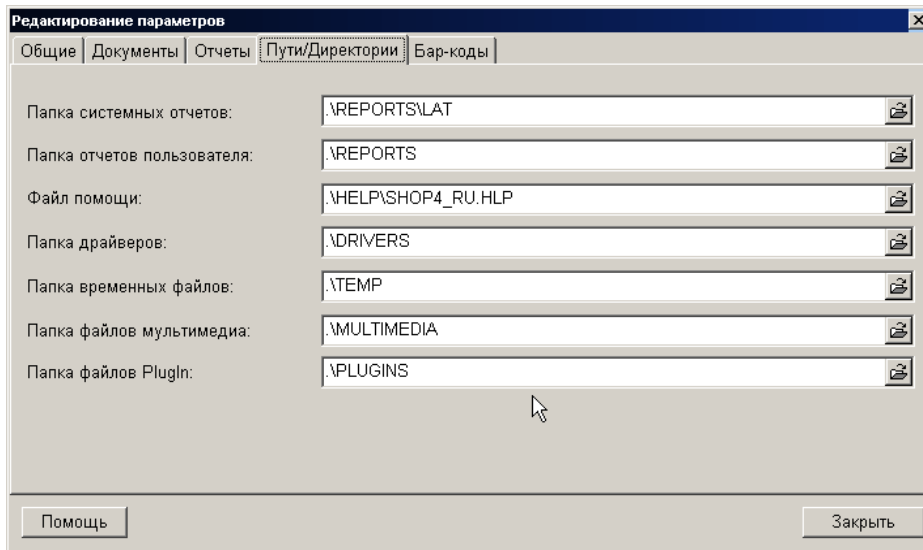 Редактирование параметров
Общие Документы Отчеты Пути/Директории Бар-коды
Папка системных отчетов: .\REPORTS\LAT
Папка отчетов пользователя: .\REPORTS
Файл помощи: .\HELP\SHOP4_RU.HLP
Папка драйверов: .\DRIVERS
Папка временных файлов: .\TEMP
Папка файлов мультимедиа: .\MULTIMEDIA
Папка файлов PlugIn: .\PLUGINS
Помощь Закрыть